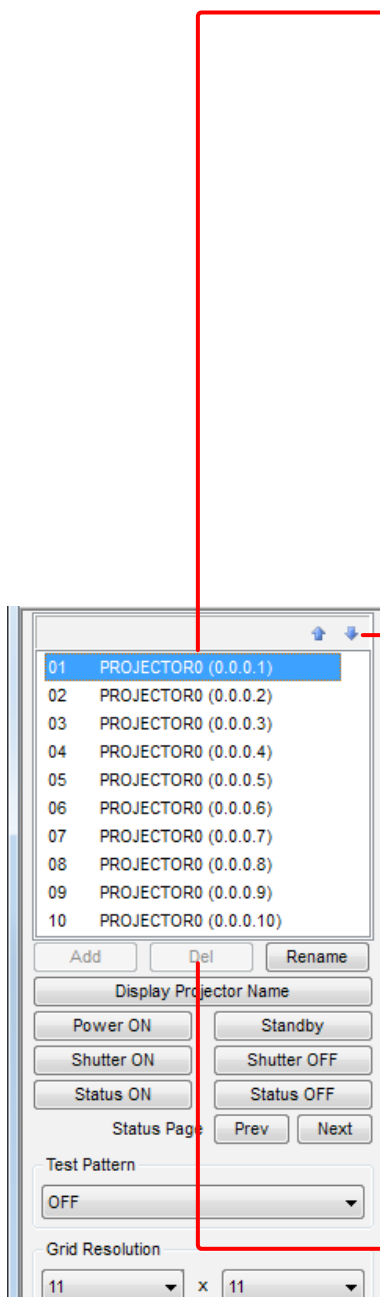 01 PROJECTOR0 (0.0.0.1)
02 PROJECTOR0 (0.0.0.2)
03 PROJECTOR0 (0.0.0.3)
04 PROJECTOR0 (0.0.0.4)
05 PROJECTOR0 (0.0.0.5)
06 PROJECTOR0 (0.0.0.6)
07 PROJECTOR0 (0.0.0.7)
08 PROJECTOR0 (0.0.0.8)
09 PROJECTOR0 (0.0.0.9)
10 PROJECTOR0 (0.0.0.10)
Add Del Rename
Display Projector Name
Power ON Standby
Shutter ON Shutter OFF
Status ON Status OFF
Status Page Prev Next
Test Pattern
OFF
Grid Resolution
11 x 11